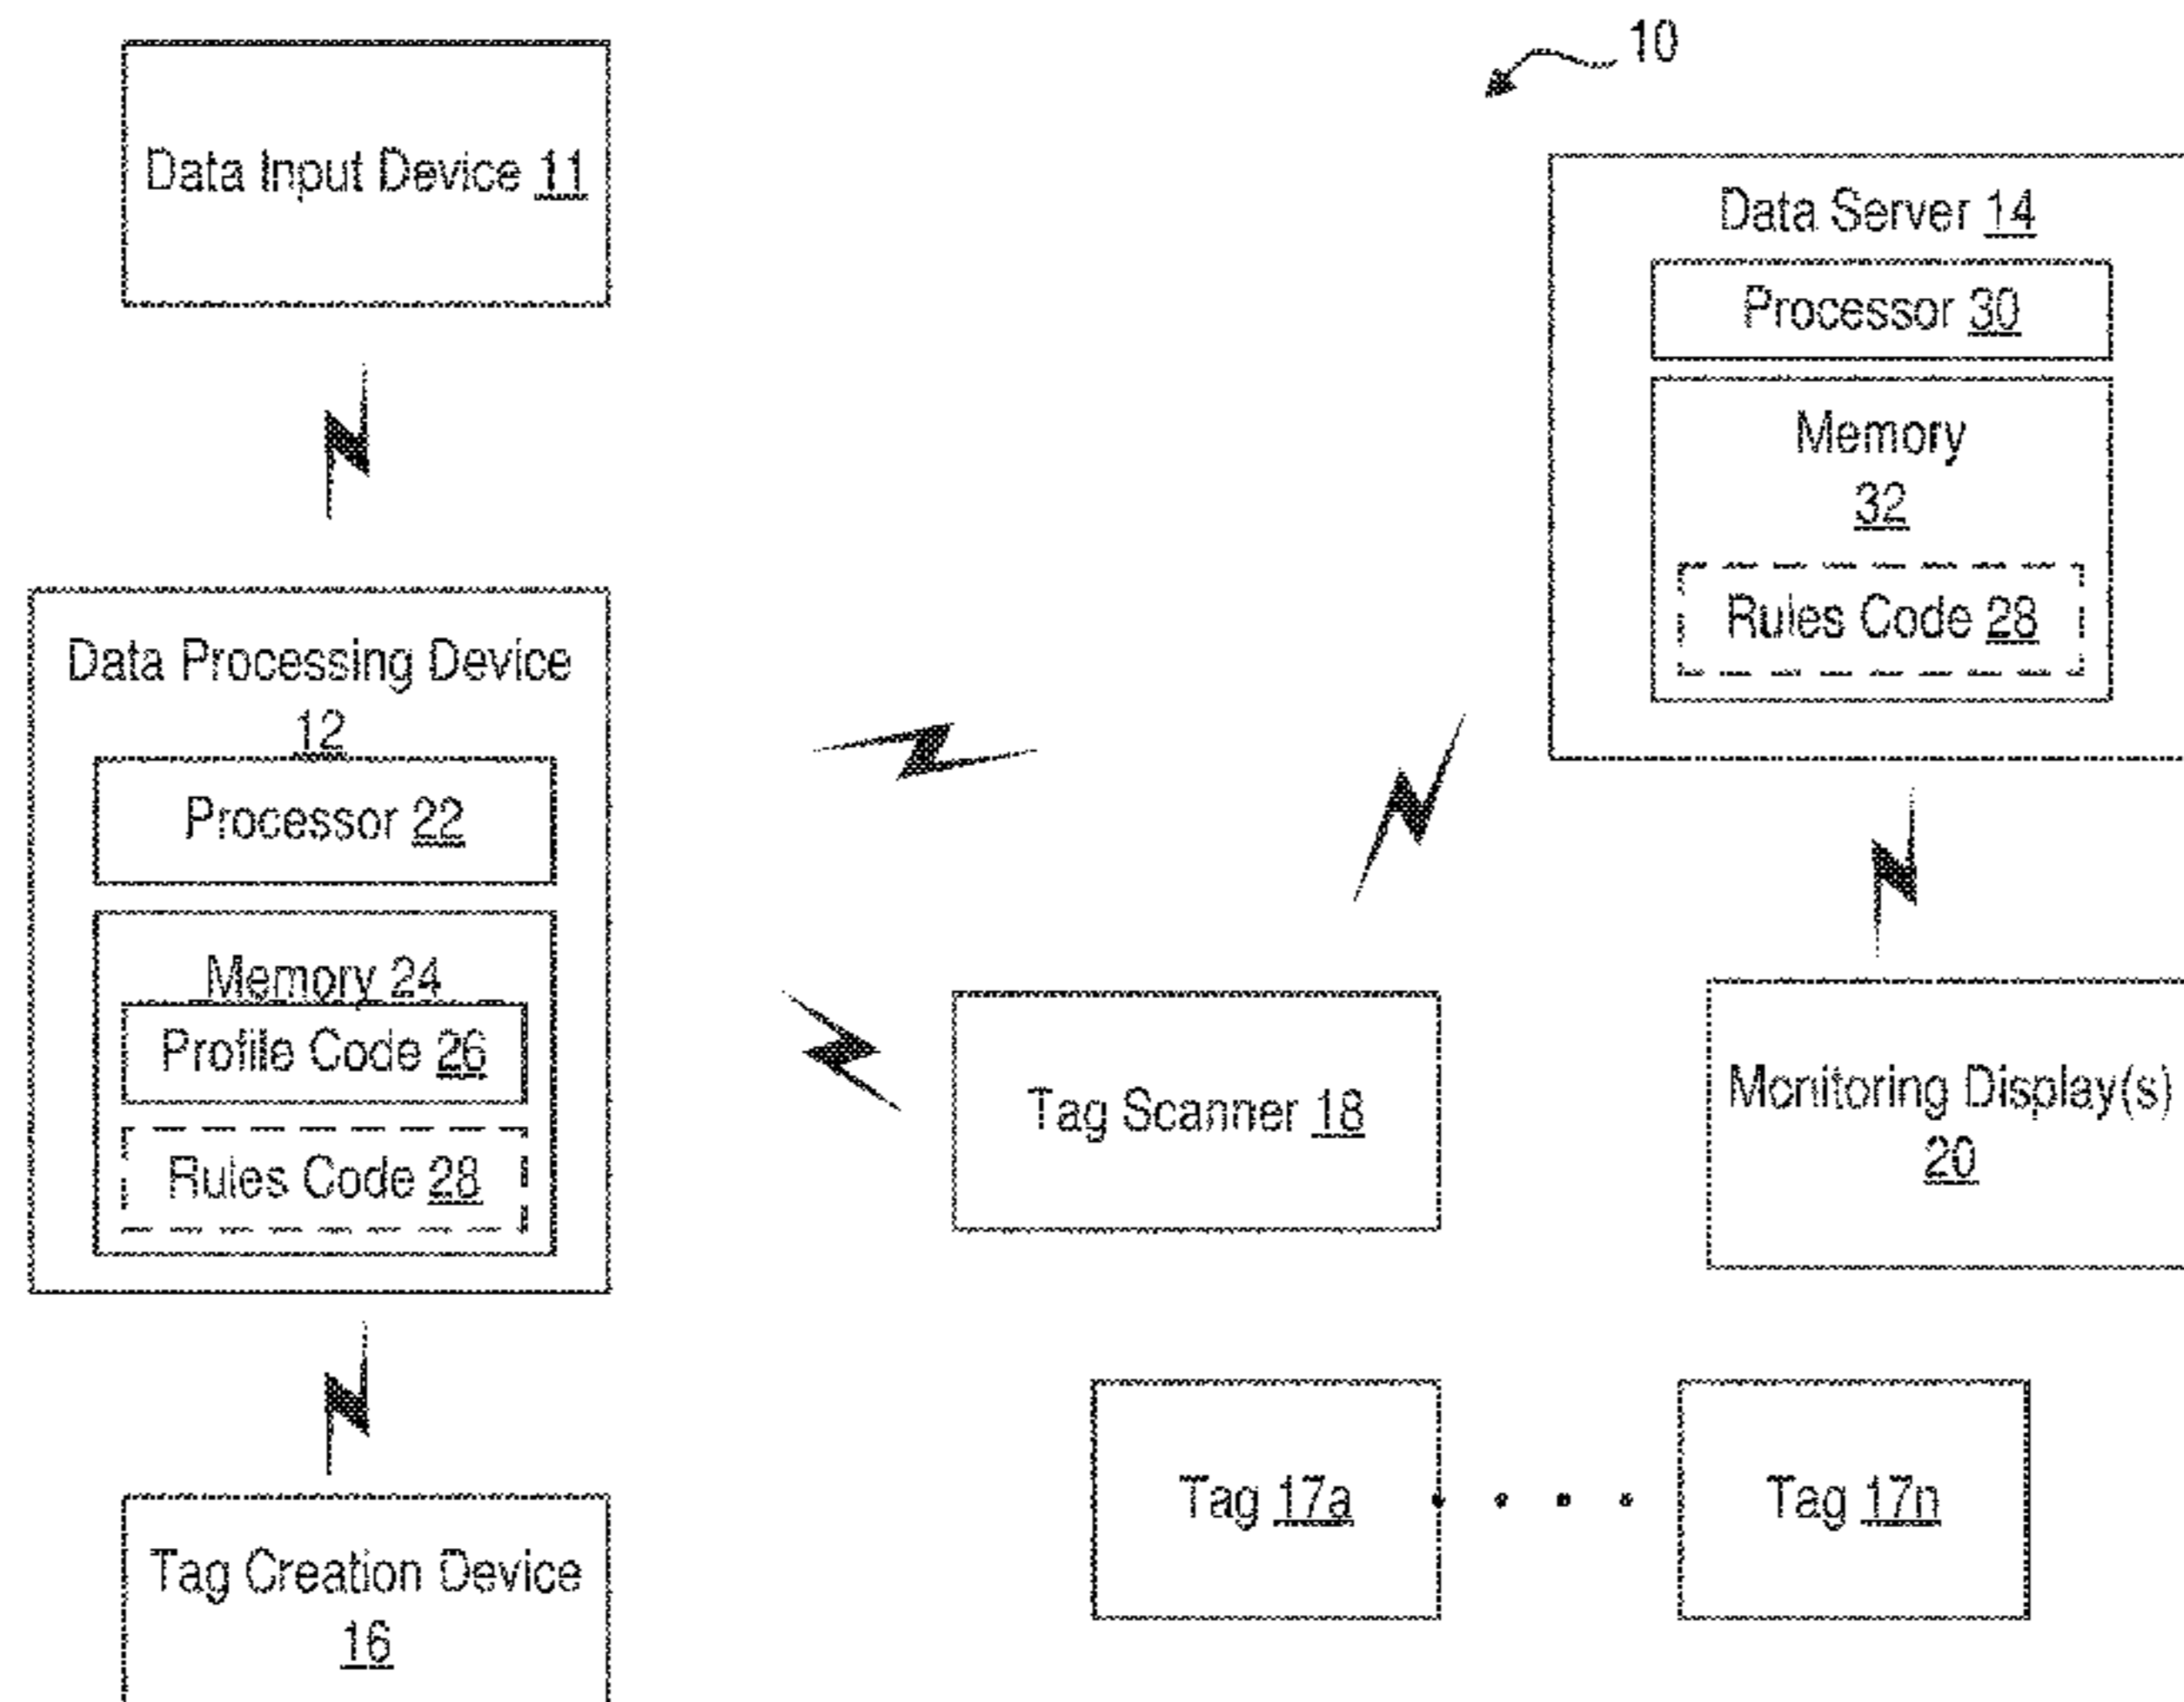 10
Data Input Device 11
Data Server 14
Processor 30
Memory
32
Rules Code 28
Data Processing Device
12
Processor 22
Memory 24
Profile Code 26
Rules Code 28
Tag Scanner 18
Monitoring Display(s)
20
Tag 17a
Tag 17n
Tag Creation Device
16